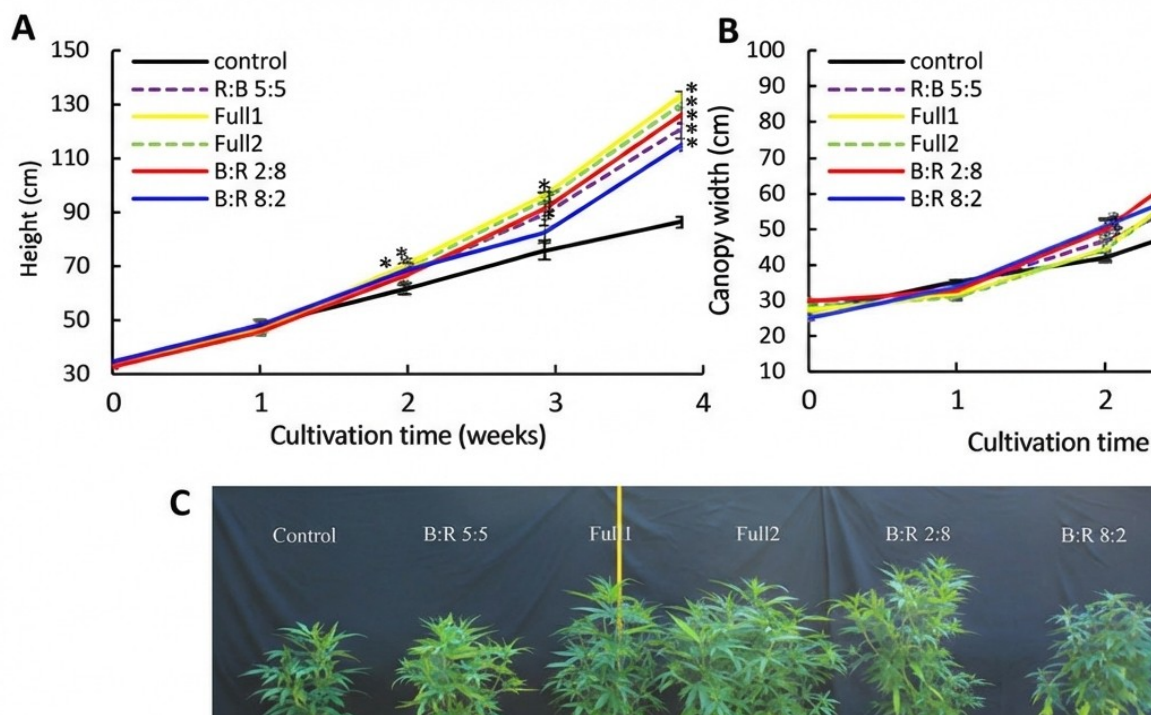 A
150
130
110
90
70
50
30
Height (cm)
control
R:B 5:5
Full1
Full2
B:R 2:8
B:R 8:2
* * * * *
*
*
*
0 1 2 3 4
Cultivation time (weeks)
B
100
90
80
70
60
50
40
30
20
10
Canopy width (cm)
control
R:B 5:5
Full1
Full2
B:R 2:8
B:R 8:2
0 1 2
Cultivation time
C
Control B:R 5:5 Full1 Full2 B:R 2:8 B:R 8:2